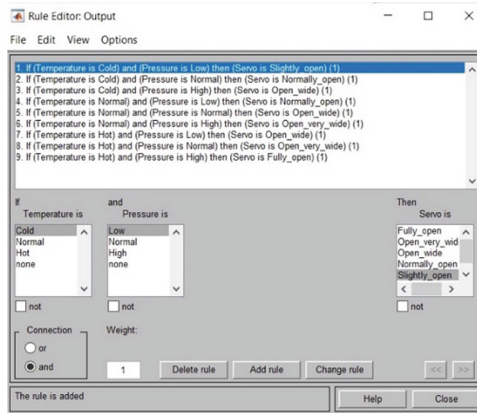 Rule Editor: Output
File Edit View Options
1. If (Temperature is Cold) and (Pressure is Low) then (Servo is Slightly_open) (1)
2. If (Temperature is Cold) and (Pressure is Normal) then (Servo is Normally_open) (1)
3. If (Temperature is Cold) and (Pressure is High) then (Servo is Open_wide) (1)
4. If (Temperature is Normal) and (Pressure is Low) then (Servo is Normally_open) (1)
5. If (Temperature is Normal) and (Pressure is Normal) then (Servo is Open_wide) (1)
6. If (Temperature is Normal) and (Pressure is High) then (Servo is Open_very_wide) (1)
7. If (Temperature is Hot) and (Pressure is Low) then (Servo is Open_wide) (1)
8. If (Temperature is Hot) and (Pressure is Normal) then (Servo is Open_very_wide) (1)
9. If (Temperature is Hot) and (Pressure is High) then (Servo is Fully_open) (1)
If
Temperature is
Cold
Normal
Hot
none
not
and
Pressure is
Low
Normal
High
none
not
Then
Servo is
Fully_open
Open_very_wid
Open_wide
Normally_open
Slightly_open
not
Connection
or
and
Weight:
1
Delete rule
Add rule
Change rule
<<
>>
The rule is added
Help
Close